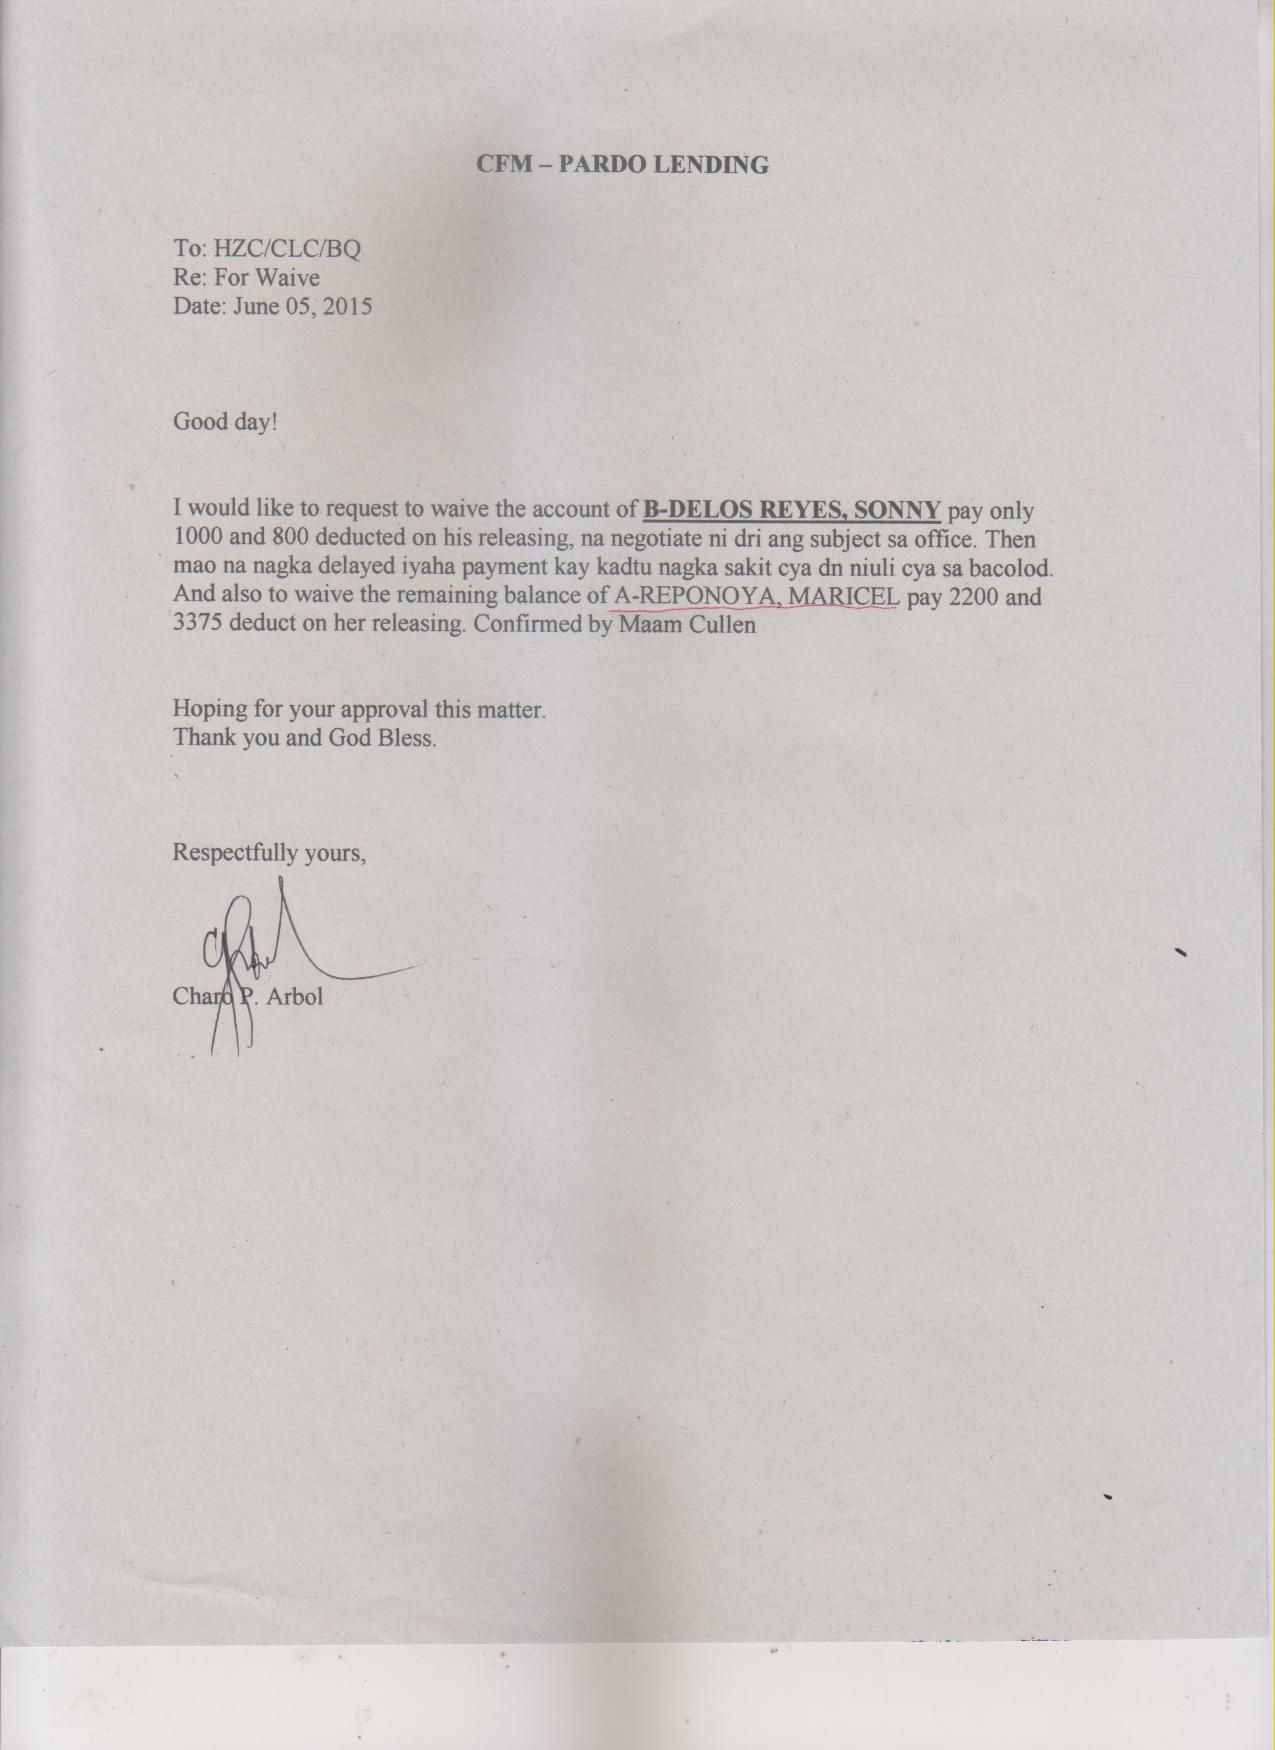 CFM – PARDO LENDING
To: HZC/CLC/BQ
Re: For Waive
Date: June 05, 2015
Good day!
I would like to request to waive the account of B-DELOS REYES, SONNY pay only
1000 and 800 deducted on his releasing, na negotiate ni dri ang subject sa office. Then
mao na nagka delayed iyaha payment kay kadtu nagka sakit cya dn niuli cya sa bacolod.
And also to waive the remaining balance of A-REPONOYA, MARICEL pay 2200 and
3375 deduct on her releasing. Confirmed by Maam Cullen
Hoping for your approval this matter.
Thank you and God Bless.
Respectfully yours,
Charo P. Arbol